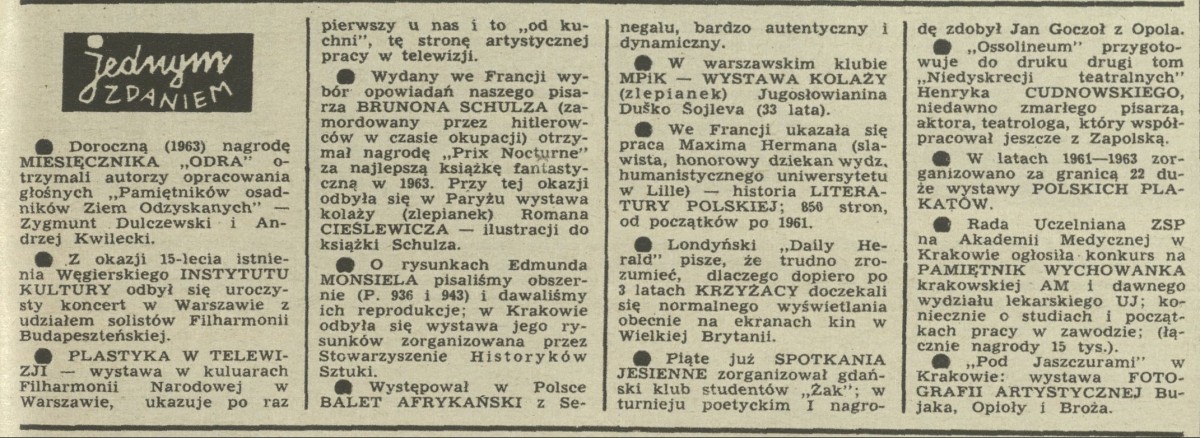 jednym
ZDANIEM
● Doroczną (1963) nagrodę
MIESIĘCZNIKA „ODRA” o-
trzymali autorzy opracowania
głośnych „Pamiętników osad-
ników Ziem Odzyskanych” —
Zygmunt Dulczewski i An-
drzej Kwilecki.
● Z okazji 15-lecia istnie-
nia Węgierskiego INSTYTUTU
KULTURY odbył się uroczy-
sty koncert w Warszawie z
udziałem solistów Filharmonii
Budapeszteńskiej.
● PLASTYKA W TELEWI-
ZJI — wystawa w kuluarach
Filharmonii Narodowej w
Warszawie, ukazuje po raz
pierwszy u nas i to „od ku-
chni”, tę stronę artystycznej
pracy w telewizji.
● Wydany we Francji wy-
bór opowiadań naszego pisa-
rza BRUNONA SCHULZA (za-
mordowany przez hitlerow-
ców w czasie okupacji) otrzy-
mał nagrodę „Prix Nocturne”
za najlepszą książkę fantasty-
czną w 1963. Przy tej okazji
odbyła się w Paryżu wystawa
kolaży (zlepianek) Romana
CIEŚLEWICZA — ilustracji do
książki Schulza.
● O rysunkach Edmunda
MONSIELA pisaliśmy obszer-
nie (P. 936 i 943) i dawaliśmy
ich reprodukcje; w Krakowie
odbyła się wystawa jego ry-
sunków zorganizowana przez
Stowarzyszenie Historyków
Sztuki.
● Występował w Polsce
BALET AFRYKAŃSKI z Se-
negalu, bardzo autentyczny i
dynamiczny.
● W warszawskim klubie
MPiK — WYSTAWA KOLAŻY
(zlepianek) Jugosłowianina
Duško Šojleva (33 lata).
● We Francji ukazała się
praca Maxima Hermana (sla-
wista, honorowy dziekan wydz.
humanistycznego uniwersytetu
w Lille) — historia LITERA-
TURY POLSKIEJ; 850 stron,
od początków po 1961.
● Londyński „Daily He-
rald” pisze, że trudno zro-
zumieć, dlaczego dopiero po
3 latach KRZYŻACY doczekali
się normalnego wyświetlania
obecnie na ekranach kin w
Wielkiej Brytanii.
● Piąte już SPOTKANIA
JESIENNE zorganizował gdań-
ski klub studentów „Żak”; w
turnieju poetyckim I nagro-
dę zdobył Jan Goczoł z Opola.
● „Ossolineum” przygoto-
wuje do druku drugi tom
„Niedyskrecji teatralnych”
Henryka CUDNOWSKIEGO,
niedawno zmarłego pisarza,
aktora, teatrologa, który współ-
pracował jeszcze z Zapolską.
● W latach 1961—1963 zor-
ganizowano za granicą 22 du-
że wystawy POLSKICH PLA-
KATÓW.
● Rada Uczelniana ZSP
na Akademii Medycznej w
Krakowie ogłosiła konkurs na
PAMIĘTNIK WYCHOWANKA
krakowskiej AM i dawnego
wydziału lekarskiego UJ; ko-
niecznie o studiach i począt-
kach pracy w zawodzie; (łą-
cznie nagrody 15 tys.).
● „Pod Jaszczurami” w
Krakowie: wystawa FOTO-
GRAFII ARTYSTYCZNEJ Bu-
jaka, Opioły i Broża.